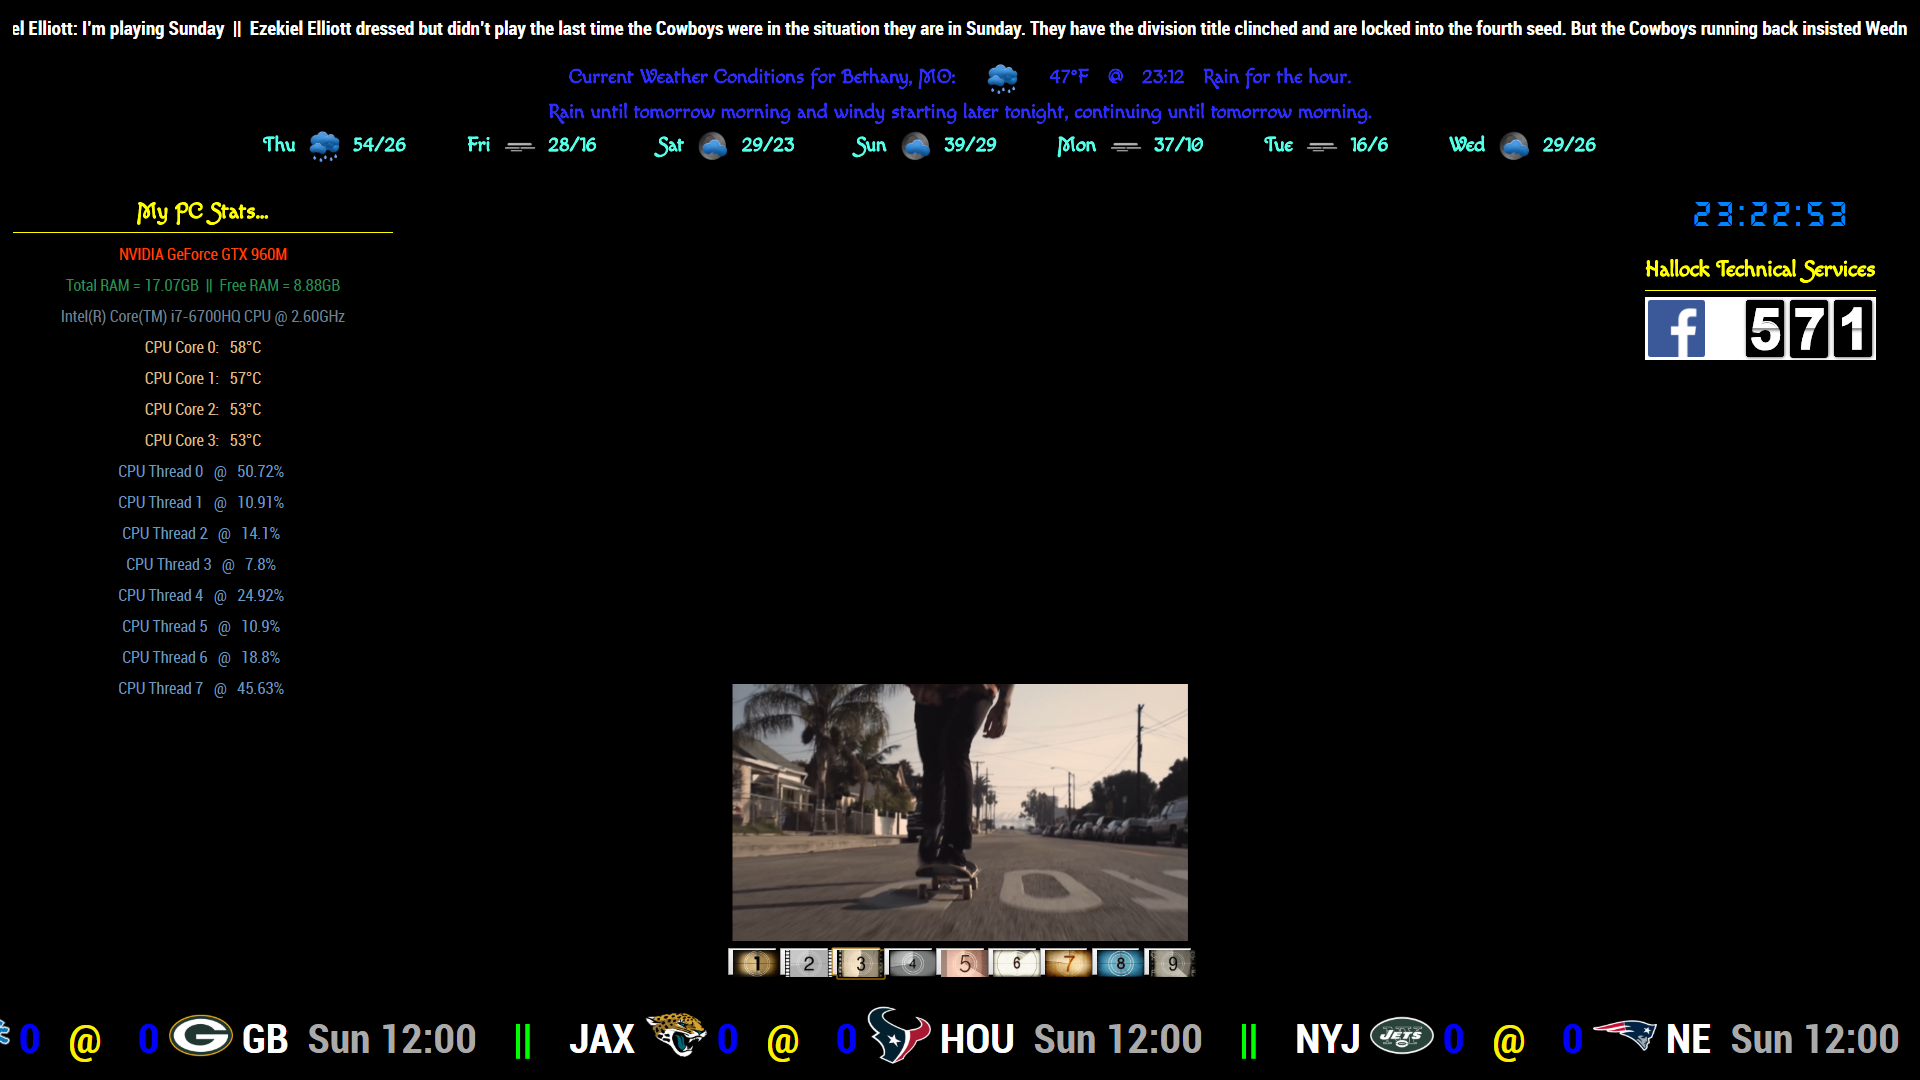 el Elliott: I'm playing Sunday || Ezekiel Elliott dressed but didn't play the last time the Cowboys were in the situation they are in Sunday. They have the division title clinched and are locked into the fourth seed. But the Cowboys running back insisted Wedn
Current Weather Conditions for Bethany, MO: 47°F @ 23:12 Rain for the hour.
Rain until tomorrow morning and windy starting later tonight, continuing until tomorrow morning.
Thu 54/26 Fri 28/16 Sat 29/23 Sun 39/29 Mon 37/10 Tue 16/6 Wed 29/26
My PC Stats...
NVIDIA GeForce GTX 960M
Total RAM = 17.07GB || Free RAM = 8.88GB
Intel(R) Core(TM) i7-6700HQ CPU @ 2.60GHz
CPU Core 0: 58°C
CPU Core 1: 57°C
CPU Core 2: 53°C
CPU Core 3: 53°C
CPU Thread 0 @ 50.72%
CPU Thread 1 @ 10.91%
CPU Thread 2 @ 14.1%
CPU Thread 3 @ 7.8%
CPU Thread 4 @ 24.92%
CPU Thread 5 @ 10.9%
CPU Thread 6 @ 18.8%
CPU Thread 7 @ 45.63%
23:22:53
Hallock Technical Services
f 571
1 2 3 4 5 6 7 8 9
0 @ 0 G GB Sun 12:00 || JAX 0 @ 0 HOU Sun 12:00 || NYJ JETS 0 @ 0 NE Sun 12:00